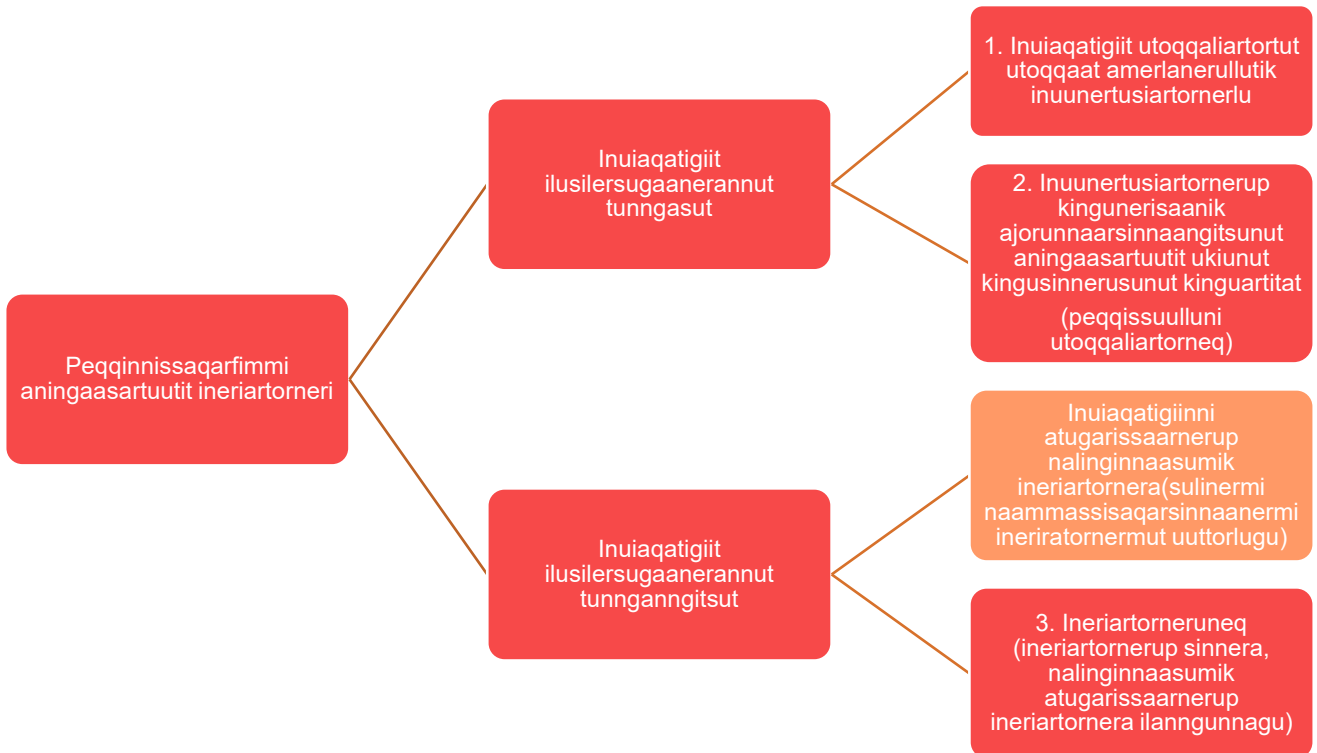 Peqqinnissaqarfimmi
aningaasartuutit ineriartorneri
Inuiaqatigiit
ilusilersugaanerannut
tunngasut
1. Inuiaqatigiit utoqqaliartortut
utoqqaat amerlanerullutik
inuunertusiartornerlu
2. Inuunertusiartornerup
kingunerisaanik
ajorunnaarsinnaangitsunut
aningaasartuutit ukiunut
kingusinnerusunut kinguartitat
(peqqissuulluni
utoqqaliartorneq)
Inuiaqatigiit
ilusilersugaanerannut
tunnganngitsut
Inuiaqatigiinni
atugarissaarnerup
nalinginnaasumik
ineriartornera(sulinermi
naammassisaqarsinnaanermi
ineriratornermut uuttorlugu)
3. Ineriartorneruneq
(ineriartornerup sinnera,
nalinginnaasumik
atugarissaarnerup
ineriartornera ilanngunnagu)